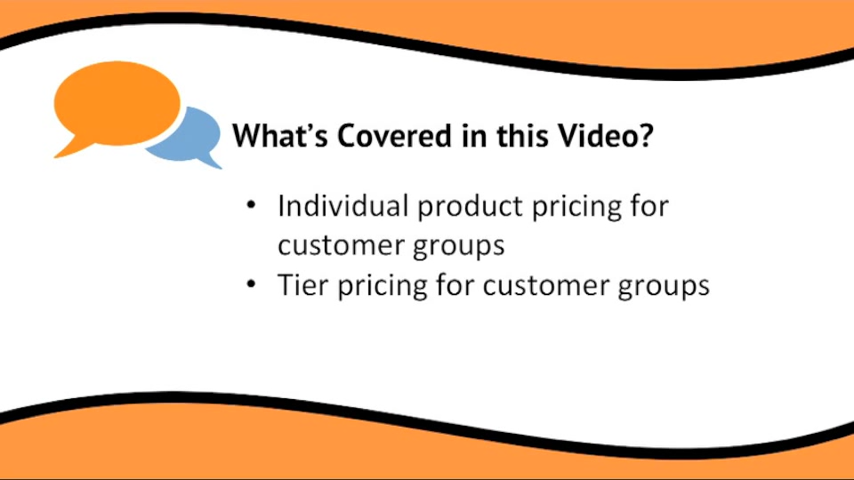 What's Covered in this Video?
• Individual product pricing for
customer groups
• Tier pricing for customer groups